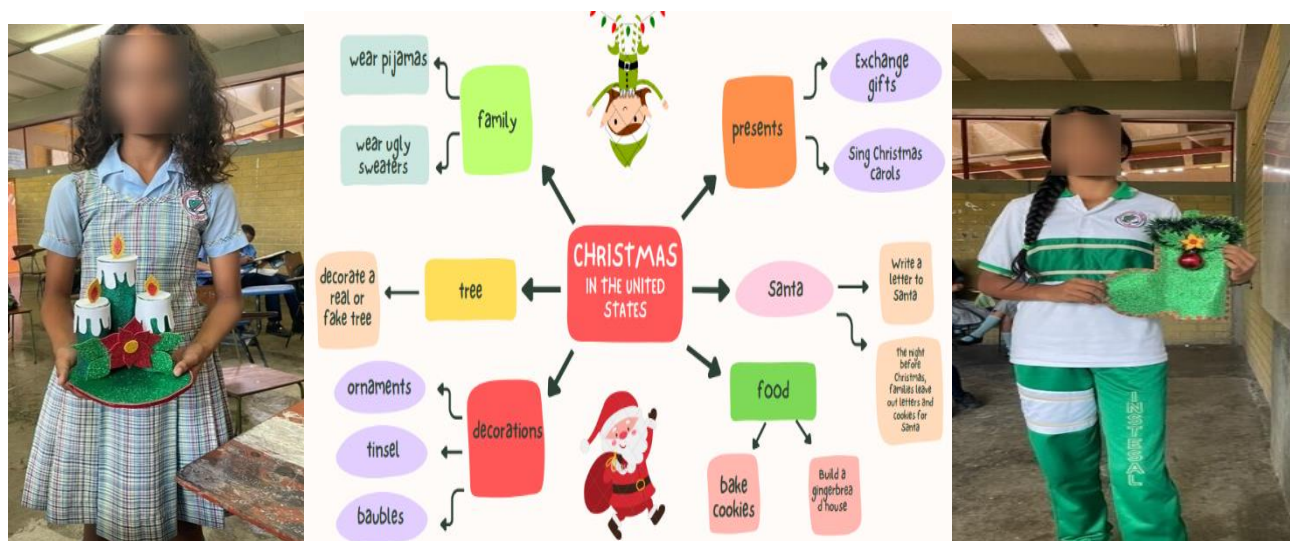 wear pijamas
family
wear ugly
sweaters
presents
Exchange
gifts
Sing Christmas
carols
CHRISTMAS
IN THE UNITED
STATES
decorate a
real or
fake tree
tree
Santa
Write a
letter to
Santa
The night
before
Christmas,
families leave
out letters and
cookies for
Santa
food
bake
cookies
Build a
gingerbrea
d house
decorations
ornaments
tinsel
baubles
INSTESAL